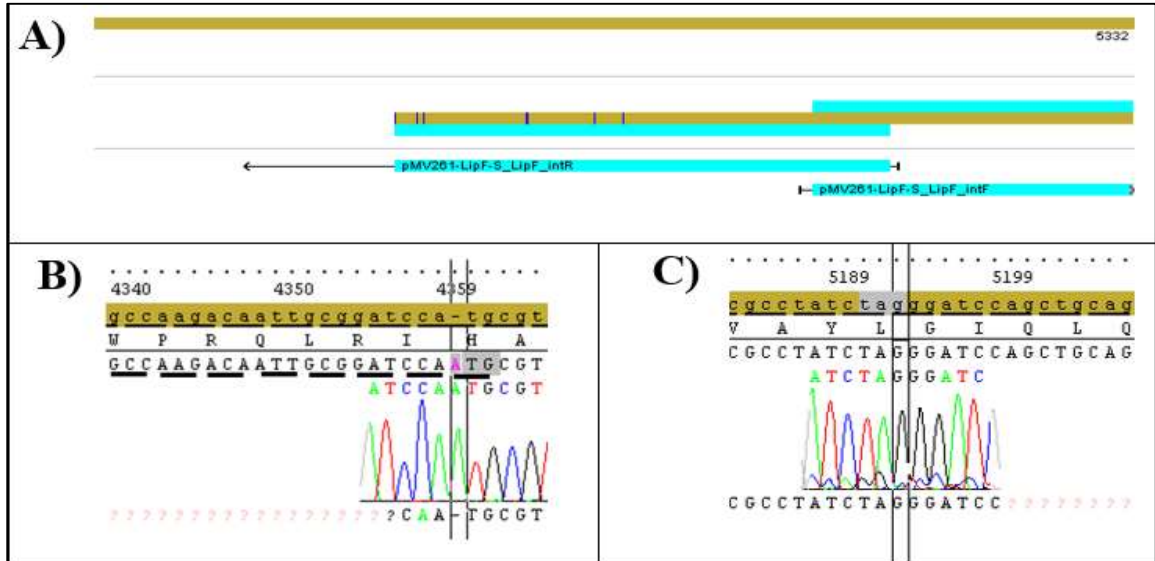 A)
5332
pMV261-LipF-S_LipF_intR
pMV261-LipF-S_LipF_intF
B)
4340 4350 4359
gccaagacaattgcggatcca-tgcgt
W P R Q L R I H A
GCCAAGACAATTGCGGATCCAATGCGT
ATCCAATGCGT
?????????????????CAA-TGCGT
C)
5189 5199
cgcctatctagggatccagctgcag
V A Y L G I Q L Q
CGCCTATCTAGGGATCCAGCTGCAG
ATCTAGGGATC
CGCCTATCTAGGGATCC????????